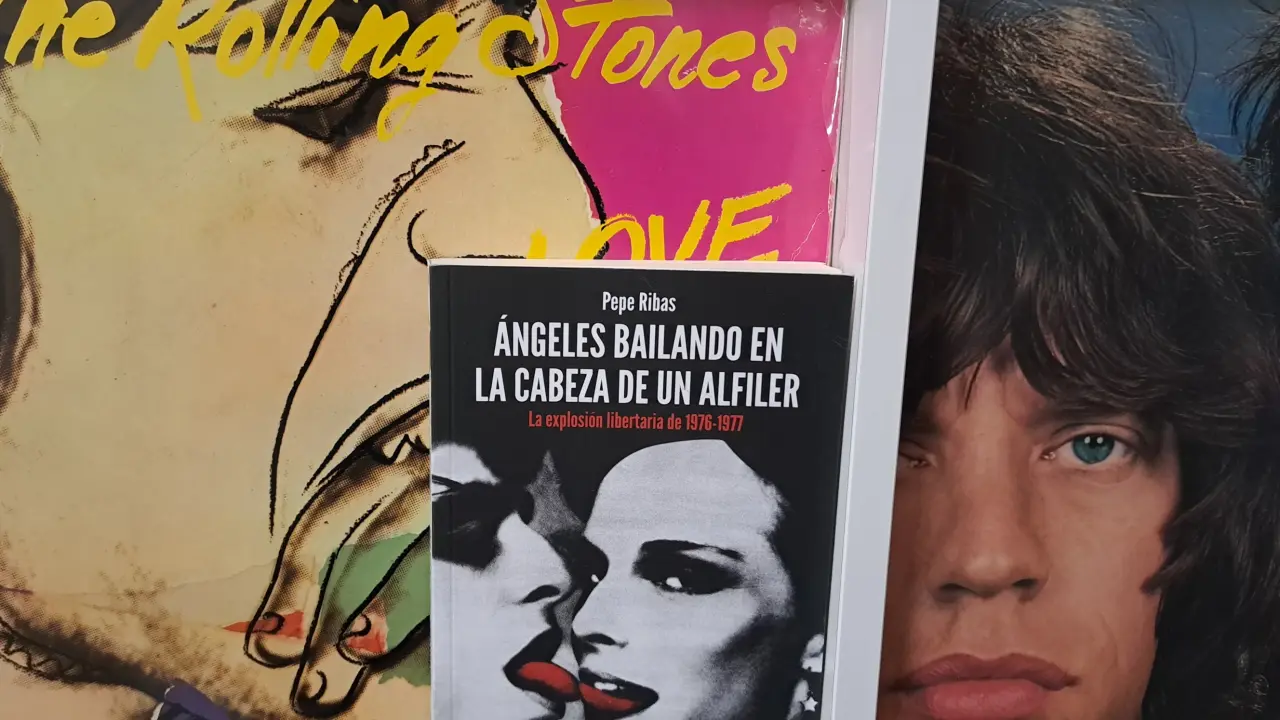 The Rolling Stones
LOVE
Pepe Ribas
ÁNGELES BAILANDO EN
LA CABEZA DE UN ALFILER
La explosión libertaria de 1976-1977